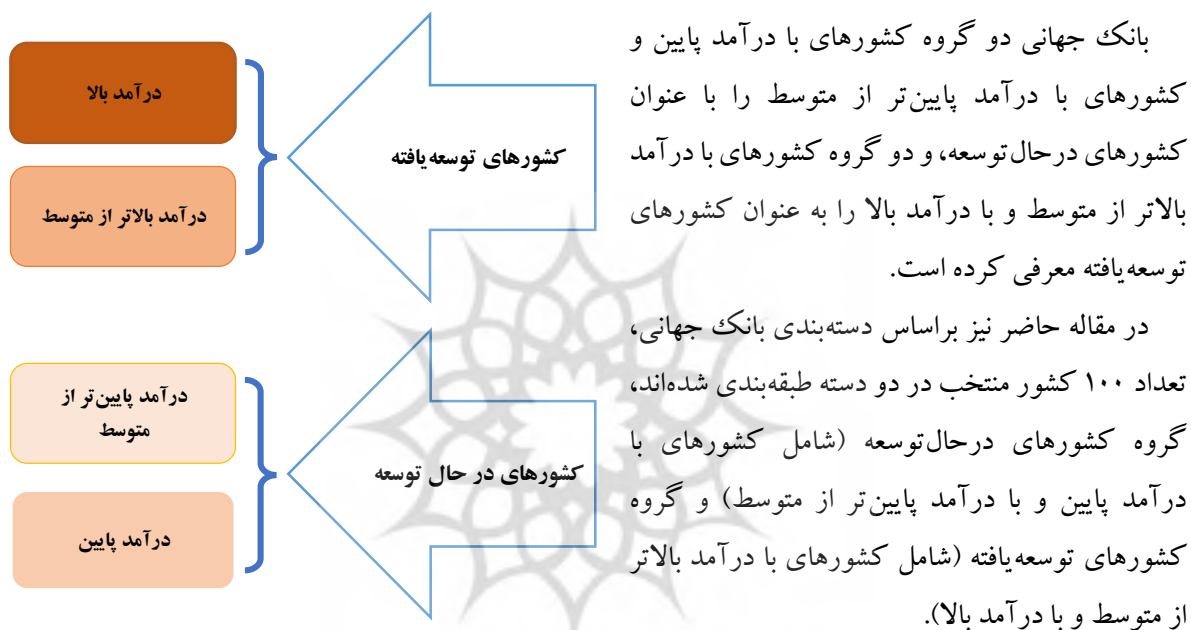 بانک جهانی دو گروه کشورهای با درآمد پایین و
کشورهای با درآمد پایین‌تر از متوسط را با عنوان
کشورهای درحال‌توسعه، و دو گروه کشورهای با درآمد
بالاتر از متوسط و با درآمد بالا را به عنوان کشورهای
توسعه‌یافته معرفی کرده است.
در مقاله حاضر نیز براساس دسته‌بندی بانک جهانی،
تعداد ۱۰۰ کشور منتخب در دو دسته طبقه‌بندی شده‌اند،
گروه کشورهای درحال‌توسعه (شامل کشورهای با
درآمد پایین و با درآمد پایین‌تر از متوسط) و گروه
کشورهای توسعه‌یافته (شامل کشورهای با درآمد بالاتر
از متوسط و با درآمد بالا).
کشورهای توسعه‌یافته
درآمد بالا
درآمد بالاتر از متوسط
کشورهای در حال توسعه
درآمد پایین‌تر از
متوسط
درآمد پایین